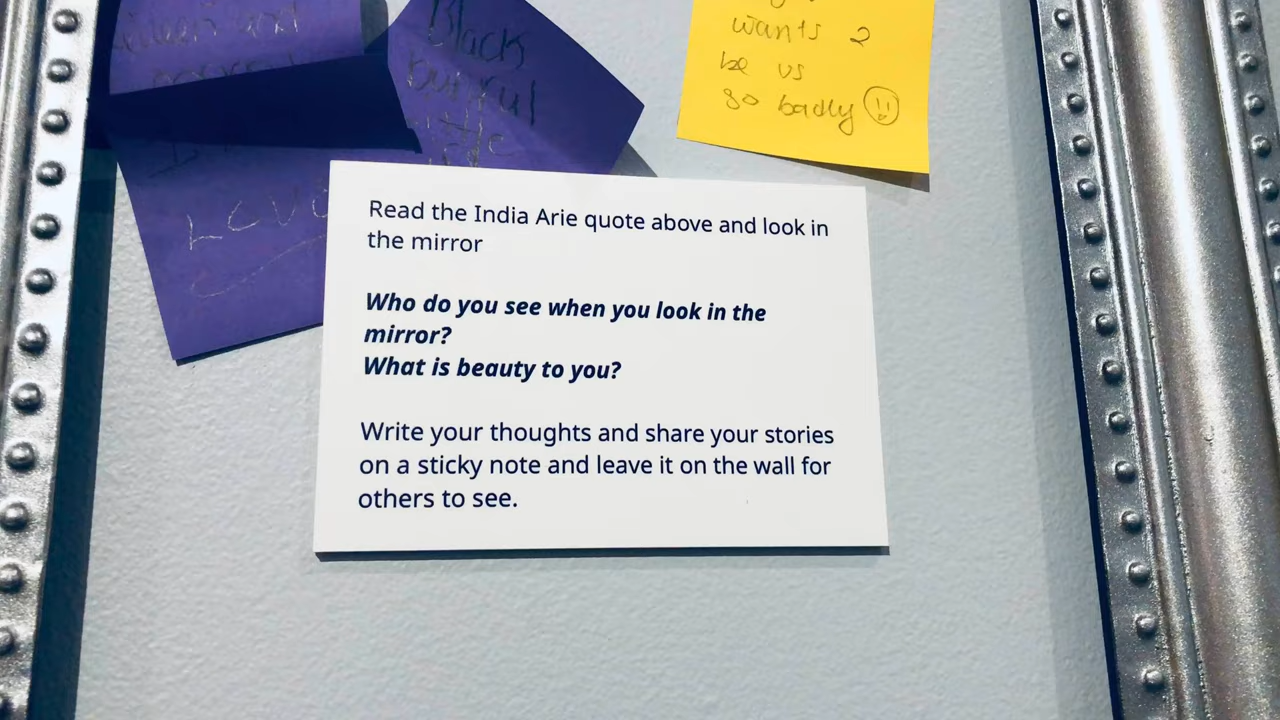 Black
wants 2
be us
so badly
Love
Read the India Arie quote above and look in
the mirror
Who do you see when you look in the
mirror?
What is beauty to you?
Write your thoughts and share your stories
on a sticky note and leave it on the wall for
others to see.